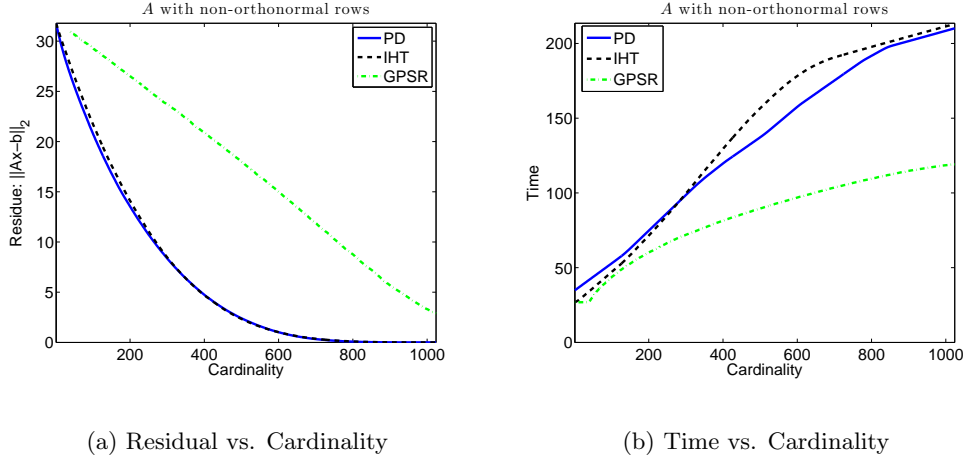 A with non-orthonormal rows
30
25
20
15
10
5
0
Residue: ||Ax−b||2
200 400 600 800 1000
Cardinality
PD
IHT
GPSR
(a) Residual vs. Cardinality
A with non-orthonormal rows
200
150
100
50
0
Time
200 400 600 800 1000
Cardinality
PD
IHT
GPSR
(b) Time vs. Cardinality